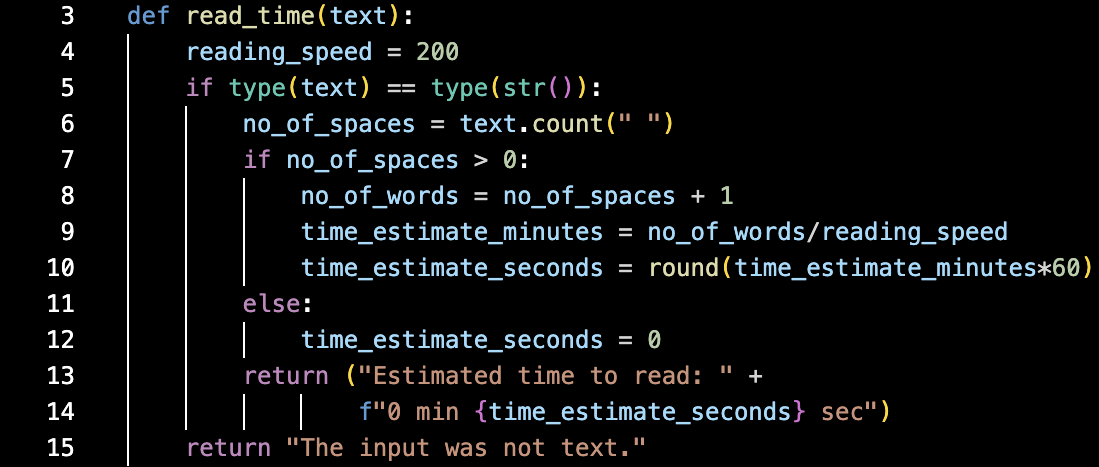 3 def read_time(text):
4     reading_speed = 200
5     if type(text) == type(str()):
6         no_of_spaces = text.count(" ")
7         if no_of_spaces > 0:
8             no_of_words = no_of_spaces + 1
9             time_estimate_minutes = no_of_words/reading_speed
10             time_estimate_seconds = round(time_estimate_minutes*60)
11         else:
12             time_estimate_seconds = 0
13         return ("Estimated time to read: " +
14                 f"0 min {time_estimate_seconds} sec")
15     return "The input was not text."